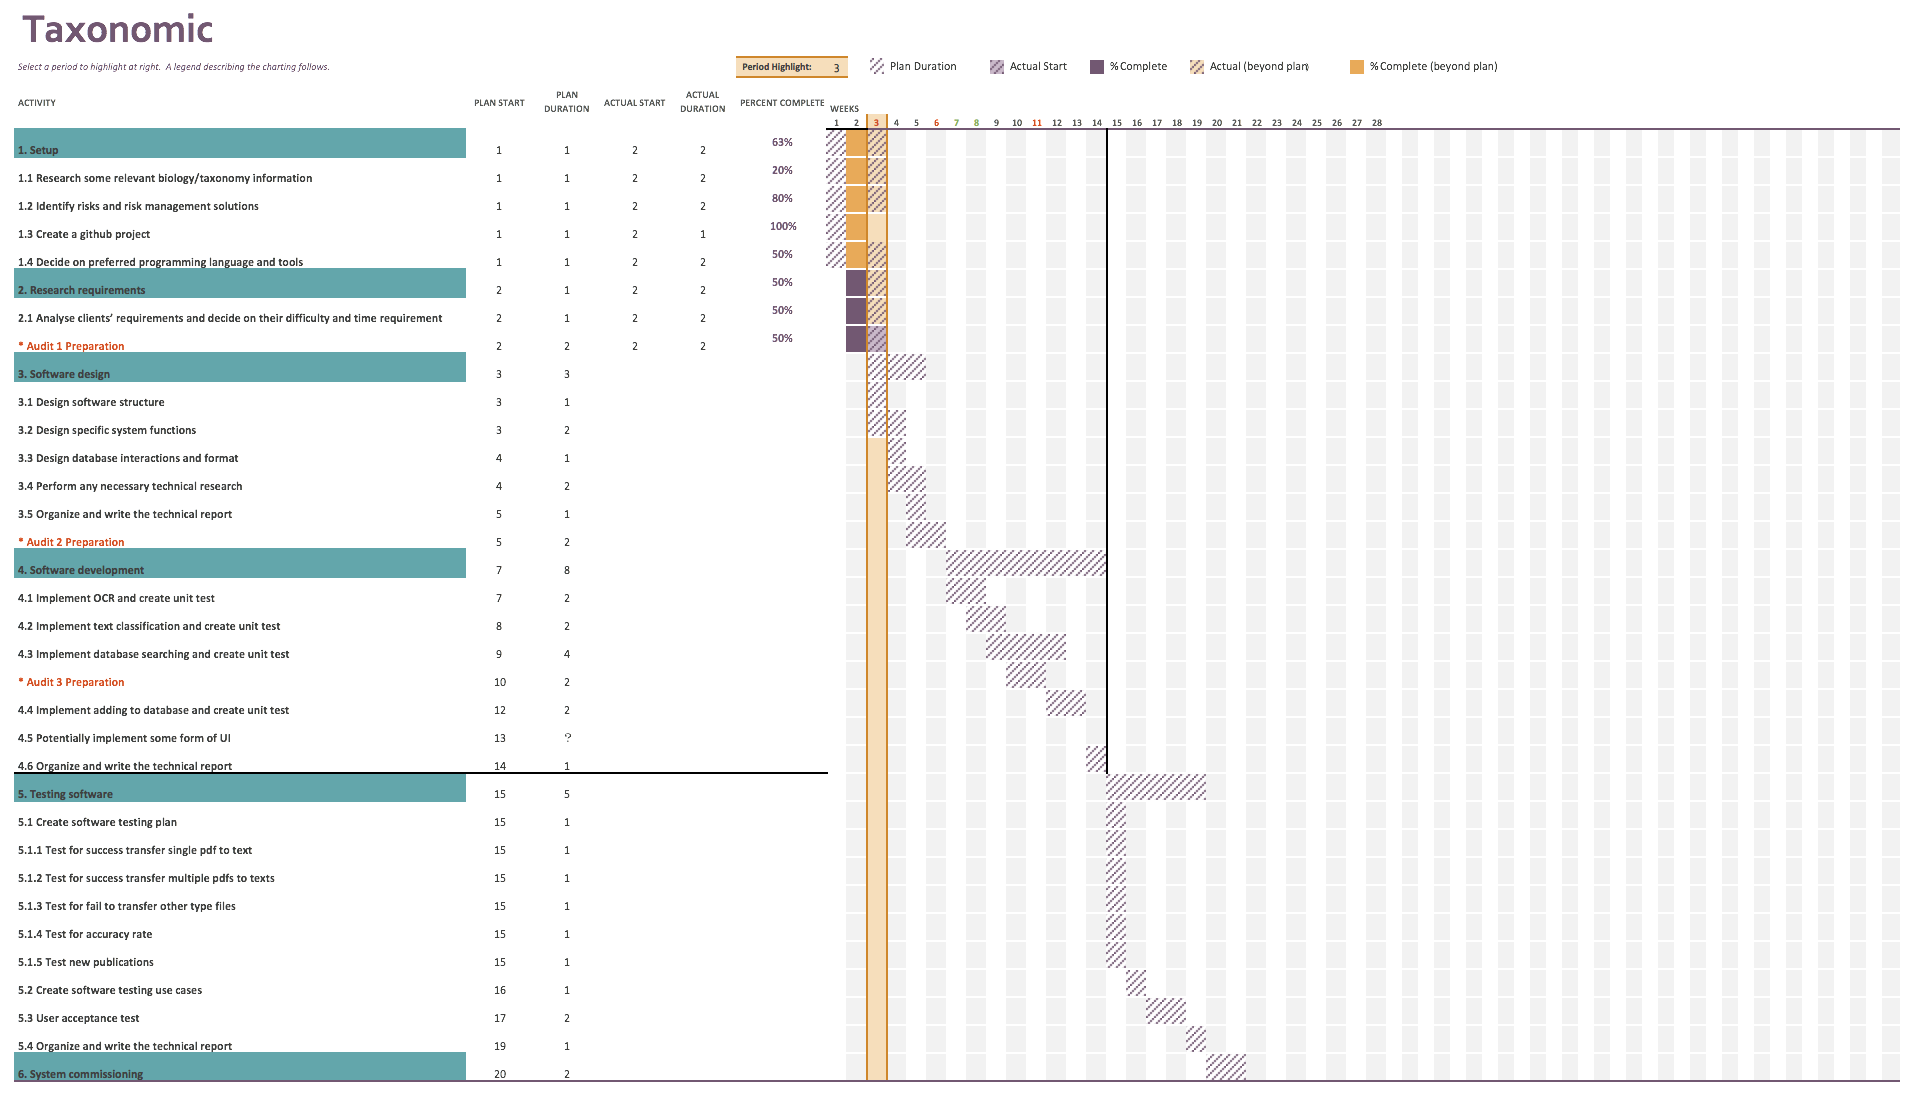 Taxonomic
Select a period to highlight at right. A legend describing the charting follows.
Period Highlight: 3 Plan Duration Actual Start % Complete Actual (beyond plan) % Complete (beyond plan)
ACTIVITY PLAN START PLAN DURATION ACTUAL START ACTUAL DURATION PERCENT COMPLETE WEEKS
1 2 3 4 5 6 7 8 9 10 11 12 13 14 15 16 17 18 19 20 21 22 23 24 25 26 27 28
1. Setup 1 1 2 2 63%
1.1 Research some relevant biology/taxonomy information 1 1 2 2 20%
1.2 Identify risks and risk management solutions 1 1 2 2 80%
1.3 Create a github project 1 1 2 1 100%
1.4 Decide on preferred programming language and tools 1 1 2 2 50%
2. Research requirements 2 1 2 2 50%
2.1 Analyse clients’ requirements and decide on their difficulty and time requirement 2 1 2 2 50%
* Audit 1 Preparation 2 2 2 2 50%
3. Software design 3 3
3.1 Design software structure 3 1
3.2 Design specific system functions 3 2
3.3 Design database interactions and format 4 1
3.4 Perform any necessary technical research 4 2
3.5 Organize and write the technical report 5 1
* Audit 2 Preparation 5 2
4. Software development 7 8
4.1 Implement OCR and create unit test 7 2
4.2 Implement text classification and create unit test 8 2
4.3 Implement database searching and create unit test 9 4
* Audit 3 Preparation 10 2
4.4 Implement adding to database and create unit test 12 2
4.5 Potentially implement some form of UI 13 ?
4.6 Organize and write the technical report 14 1
5. Testing software 15 5
5.1 Create software testing plan 15 1
5.1.1 Test for success transfer single pdf to text 15 1
5.1.2 Test for success transfer multiple pdfs to texts 15 1
5.1.3 Test for fail to transfer other type files 15 1
5.1.4 Test for accuracy rate 15 1
5.1.5 Test new publications 15 1
5.2 Create software testing use cases 16 1
5.3 User acceptance test 17 2
5.4 Organize and write the technical report 19 1
6. System commissioning 20 2